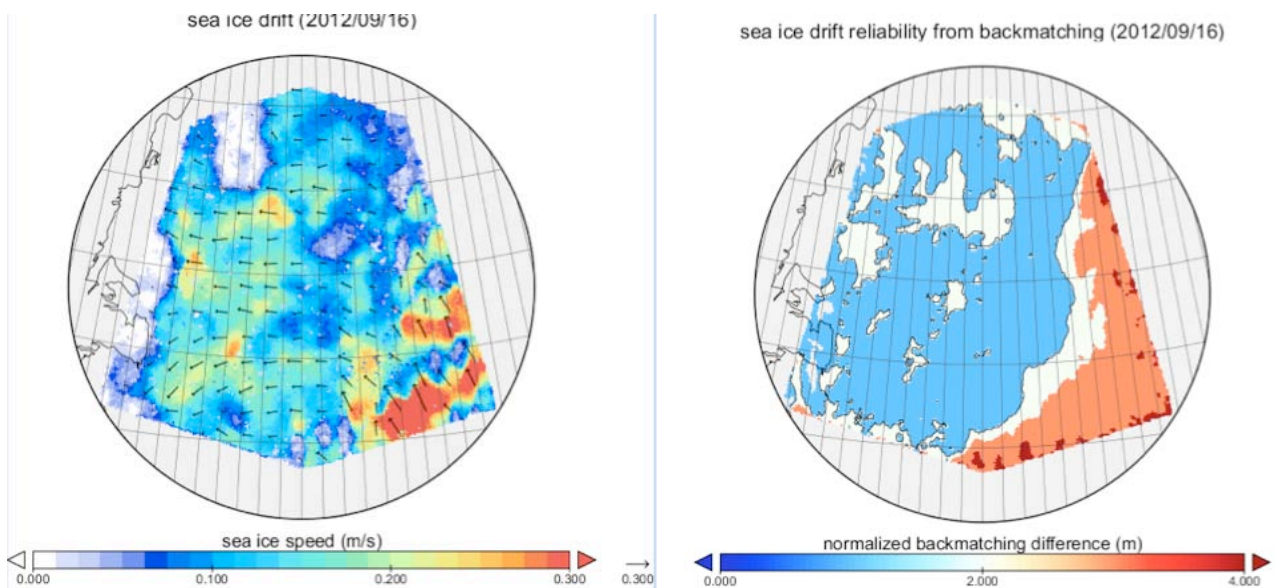 sea ice drift (2012/09/16)
sea ice speed (m/s)
0.000 0.100 0.200 0.300 0.300
sea ice drift reliability from backmatching (2012/09/16)
normalized backmatching difference (m)
0.000 2.000 4.000